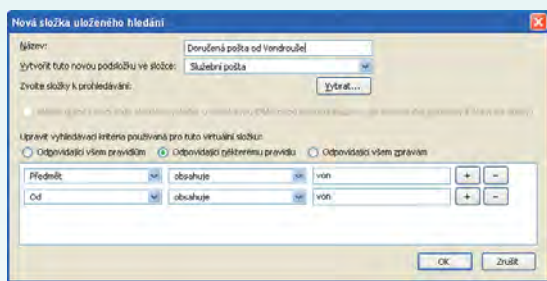 Nová složka uloženého hledání
Název: Doručená pošta od Vondrouše
Vytvořit tuto novou podsložku ve složce: Služební pošta
Zvolte složky k prohledávání: Vybrat...
Upravit vyhledávací kritéria používaná pro tuto virtuální složku:
Odpovídající všem pravidlům Odpovídající některému pravidlu Odpovídající všem zprávám
Předmět obsahuje von + -
Od obsahuje von + -
OK Zrušit